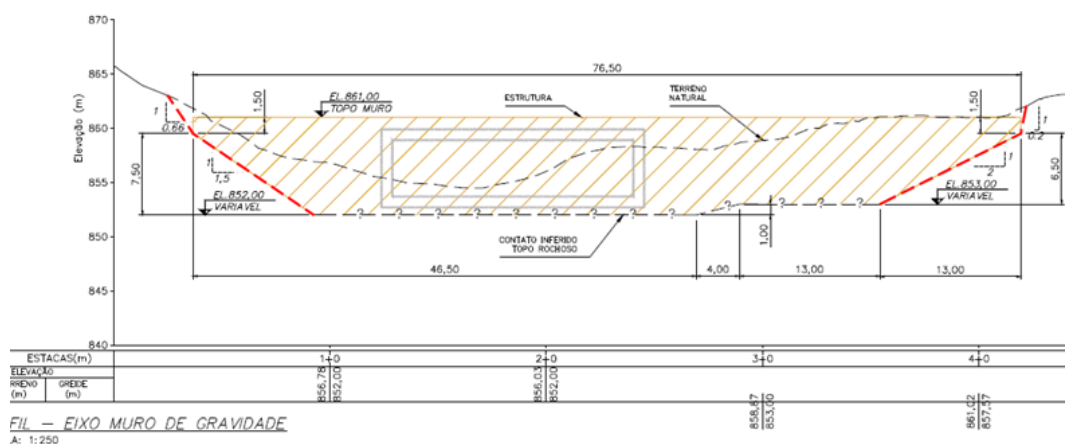 870
865
860
855
852
845
840
Elevação (m)
76,50
EL.861,00
TOPO MURO
ESTRUTURA
TERRENO
NATURAL
1,50
1,50
1
0.66
1
0.2
7,50
1
1,5
1
2
6,50
EL.852,00
VARIAVEL
EL.853,00
VARIAVEL
? ? ? ? ? ? ? ? ? ? ? ?
CONTATO INFERIDO
TOPO ROCHOSO
1,00
46,50
4,00
13,00
13,00
ESTACAS(m)
1+0
2+0
3+0
4+0
ELEVAÇÃO
RRENO
(m)
GREIDE
(m)
856,78
852,00
856,03
852,00
858,87
853,00
861,02
857,57
FIL – EIXO MURO DE GRAVIDADE
A: 1:250